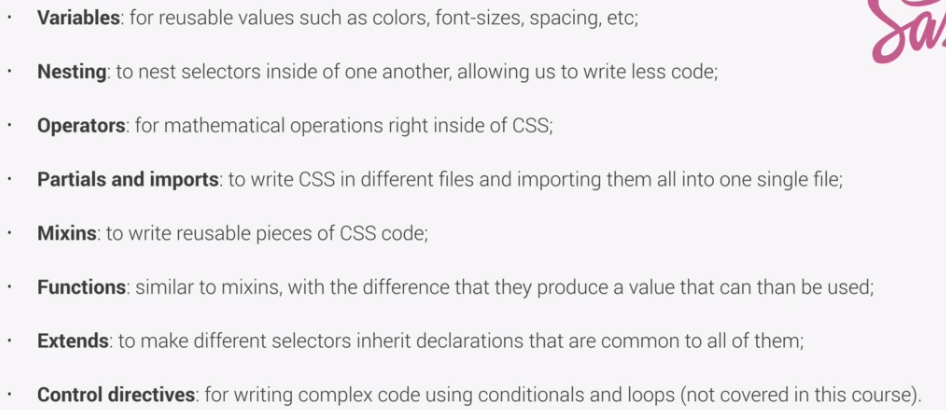 · Variables: for reusable values such as colors, font-sizes, spacing, etc;
· Nesting: to nest selectors inside of one another, allowing us to write less code;
· Operators: for mathematical operations right inside of CSS;
· Partials and imports: to write CSS in different files and importing them all into one single file;
· Mixins: to write reusable pieces of CSS code;
· Functions: similar to mixins, with the difference that they produce a value that can than be used;
· Extends: to make different selectors inherit declarations that are common to all of them;
· Control directives: for writing complex code using conditionals and loops (not covered in this course).